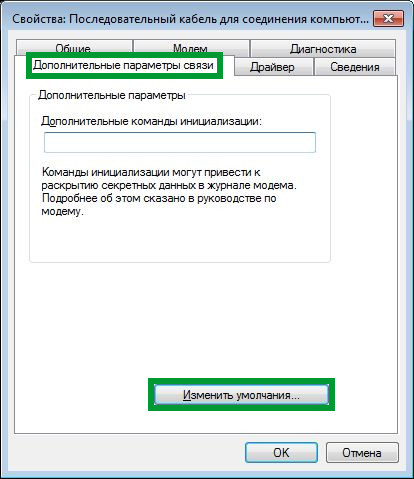 Свойства: Последовательный кабель для соединения компьют...
Общие Модем Диагностика
Дополнительные параметры связи Драйвер Сведения
Дополнительные параметры
Дополнительные команды инициализации:
Команды инициализации могут привести к
раскрытию секретных данных в журнале модема.
Подробнее об этом сказано в руководстве по
модему.
Изменить умолчания...
OK Отмена